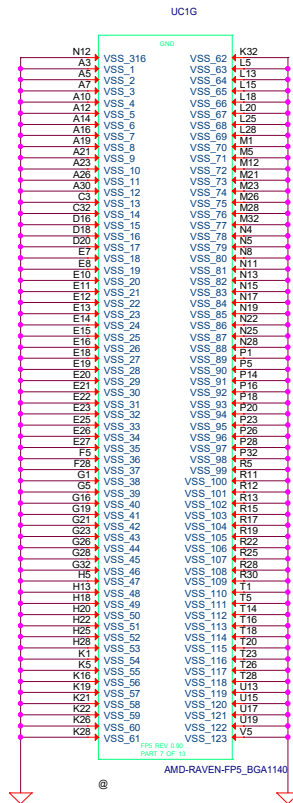 UC1G
GND
N12 VSS_316 VSS_62 K32
A3 VSS_1 VSS_63 L5
A5 VSS_2 VSS_64 L13
A7 VSS_3 VSS_65 L15
A10 VSS_4 VSS_66 L18
A12 VSS_5 VSS_67 L20
A14 VSS_6 VSS_68 L25
A16 VSS_7 VSS_69 L28
A19 VSS_8 VSS_70 M1
A21 VSS_9 VSS_71 M5
A23 VSS_10 VSS_72 M12
A26 VSS_11 VSS_73 M21
A30 VSS_12 VSS_74 M23
C3 VSS_13 VSS_75 M26
C32 VSS_14 VSS_76 M28
D16 VSS_15 VSS_77 M32
D18 VSS_16 VSS_78 N4
D20 VSS_17 VSS_79 N5
E7 VSS_18 VSS_80 N8
E8 VSS_19 VSS_81 N11
E10 VSS_20 VSS_82 N13
E11 VSS_21 VSS_83 N15
E12 VSS_22 VSS_84 N17
E13 VSS_23 VSS_85 N19
E14 VSS_24 VSS_86 N22
E15 VSS_25 VSS_87 N25
E16 VSS_26 VSS_88 N28
E18 VSS_27 VSS_89 P1
E19 VSS_28 VSS_90 P5
E20 VSS_29 VSS_91 P14
E21 VSS_30 VSS_92 P16
E22 VSS_31 VSS_93 P18
E23 VSS_32 VSS_94 P20
E25 VSS_33 VSS_95 P23
E26 VSS_34 VSS_96 P26
E27 VSS_35 VSS_97 P28
F5 VSS_36 VSS_98 P32
F28 VSS_37 VSS_99 R5
G1 VSS_38 VSS_100 R11
G5 VSS_39 VSS_101 R12
G16 VSS_40 VSS_102 R13
G19 VSS_41 VSS_103 R15
G21 VSS_42 VSS_104 R17
G23 VSS_43 VSS_105 R19
G26 VSS_44 VSS_106 R22
G28 VSS_45 VSS_107 R25
G32 VSS_46 VSS_108 R28
H5 VSS_47 VSS_109 R30
H13 VSS_48 VSS_110 T1
H18 VSS_49 VSS_111 T5
H20 VSS_50 VSS_112 T14
H22 VSS_51 VSS_113 T16
H25 VSS_52 VSS_114 T18
H28 VSS_53 VSS_115 T20
K1 VSS_54 VSS_116 T23
K5 VSS_55 VSS_117 T26
K16 VSS_56 VSS_118 T28
K19 VSS_57 VSS_119 U13
K21 VSS_58 VSS_120 U15
K22 VSS_59 VSS_121 U17
K26 VSS_60 VSS_122 U19
K28 VSS_61 VSS_123 V5
FP5 REV 0.90
PART 7 OF 13
AMD-RAVEN-FP5_BGA1140
@